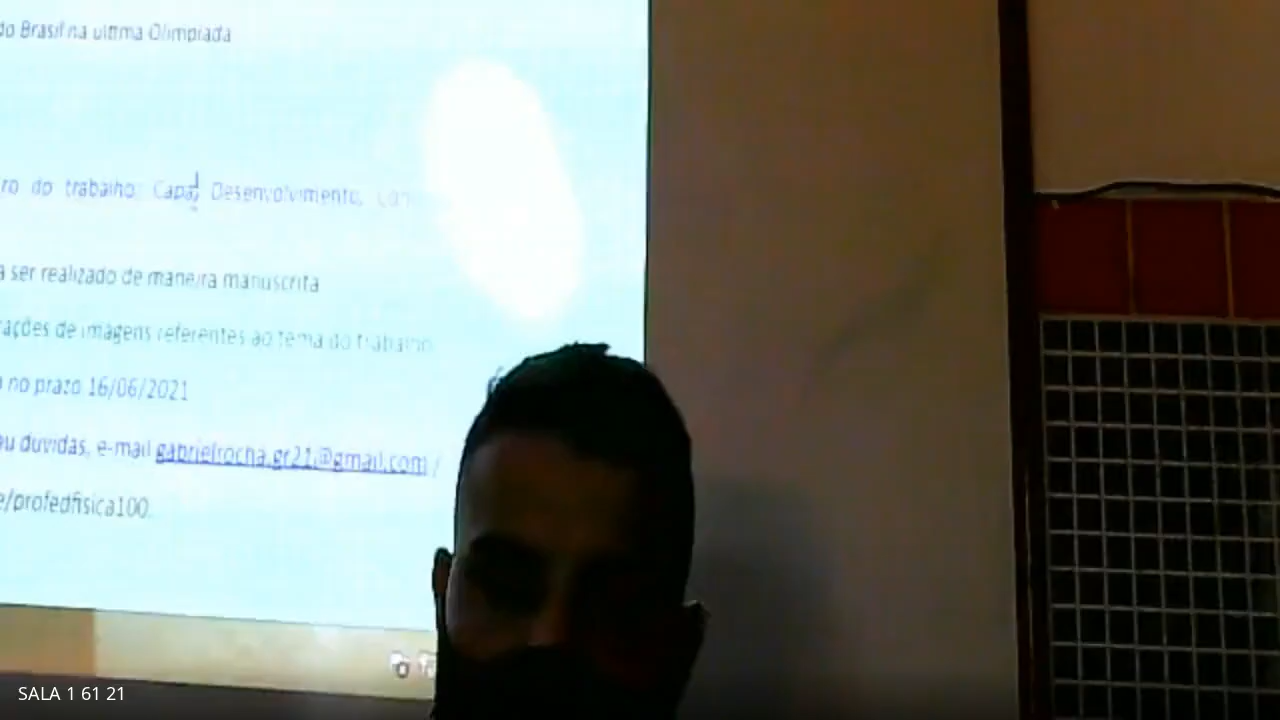 do Brasil na ultima Olimpiada
ro do trabalho: Capa, Desenvolvimento,
a ser realizado de maneira manuscrita
rações de imagens referentes ao tema do trabalho
no prazo 16/06/2021
duvidas, e-mail gabrielrocha.gr21@gmail.com /
e/profedfisica100.
SALA 1 61 21